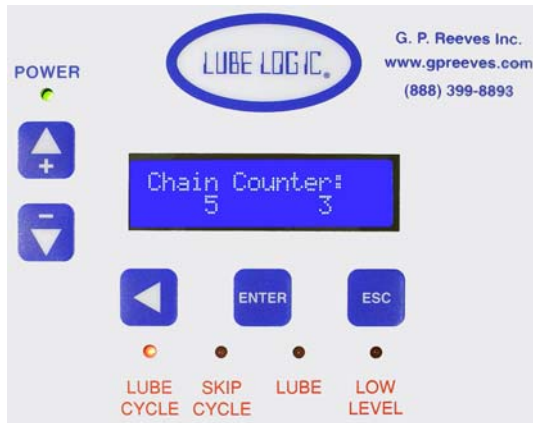 LUBE LOGIC®
G. P. Reeves Inc.
www.gpreeves.com
(888) 399-8893
POWER
+
−
Chain Counter:
5 3
ENTER
ESC
LUBE CYCLE
SKIP CYCLE
LUBE
LOW LEVEL